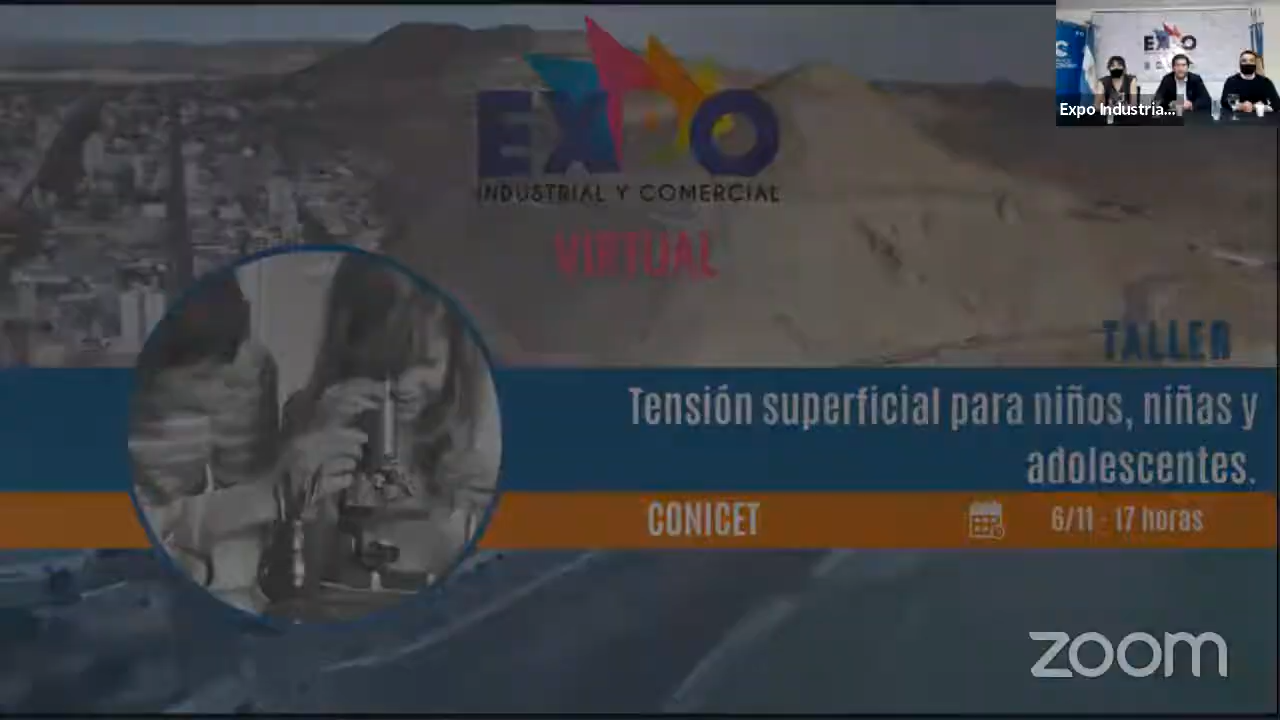 EXPO
INDUSTRIAL Y COMERCIAL
VIRTUAL
EXPO
Expo Industria...
TALLER
Tensión superficial para niños, niñas y
adolescentes.
CONICET
6/11 - 17 horas
zoom